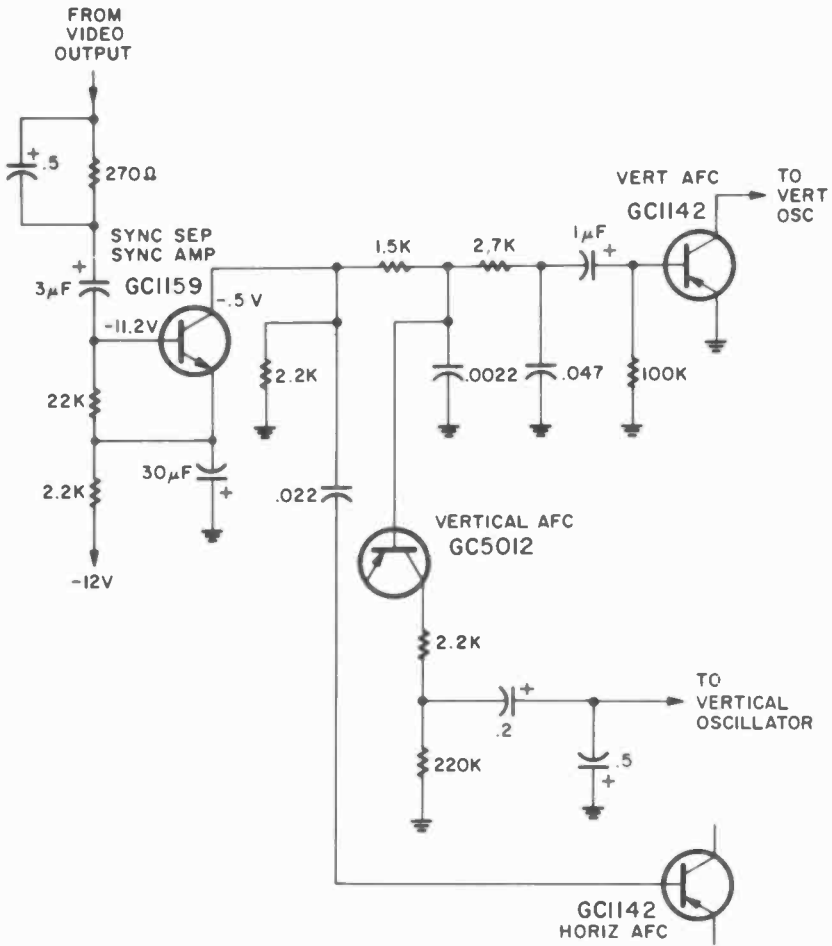 FROM
VIDEO
OUTPUT
+ .5
270Ω
SYNC SEP
SYNC AMP
GC1159
+
3μF
-11.2V
-.5V
22K
2.2K
-12V
30μF
+
2.2K
.022
1.5K
2.7K
1μF
+
.0022
.047
100K
VERT AFC
GC1142
TO
VERT
OSC
VERTICAL AFC
GC5012
2.2K
220K
+
.2
.5
+
TO
VERTICAL
OSCILLATOR
GC1142
HORIZ AFC